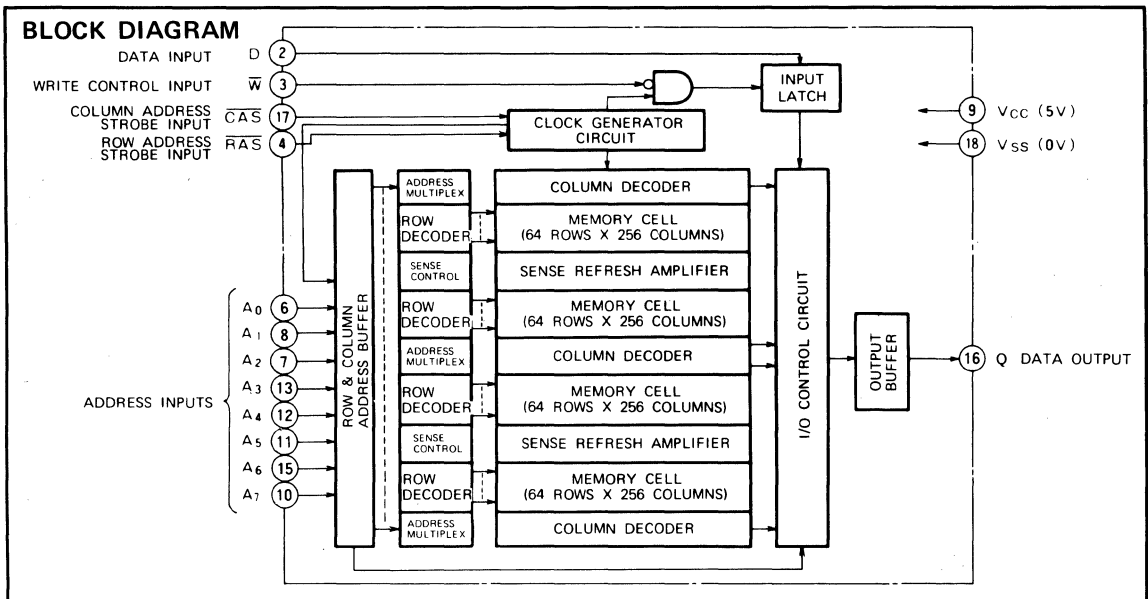 BLOCK DIAGRAM
DATA INPUT D 2
WRITE CONTROL INPUT W̅ 3
COLUMN ADDRESS
STROBE INPUT C̅A̅S̅ 17
ROW ADDRESS
STROBE INPUT R̅A̅S̅ 4
INPUT
LATCH
CLOCK GENERATOR
CIRCUIT
9 VCC (5V)
18 VSS (0V)
ADDRESS INPUTS
A0 6
A1 8
A2 7
A3 13
A4 12
A5 11
A6 15
A7 10
ROW & COLUMN
ADDRESS BUFFER
ADDRESS
MULTIPLEX
ROW
DECODER
SENSE
CONTROL
ROW
DECODER
ADDRESS
MULTIPLEX
ROW
DECODER
SENSE
CONTROL
ROW
DECODER
ADDRESS
MULTIPLEX
COLUMN DECODER
MEMORY CELL
(64 ROWS X 256 COLUMNS)
SENSE REFRESH AMPLIFIER
MEMORY CELL
(64 ROWS X 256 COLUMNS)
COLUMN DECODER
MEMORY CELL
(64 ROWS X 256 COLUMNS)
SENSE REFRESH AMPLIFIER
MEMORY CELL
(64 ROWS X 256 COLUMNS)
COLUMN DECODER
I/O CONTROL CIRCUIT
OUTPUT
BUFFER
16 Q DATA OUTPUT